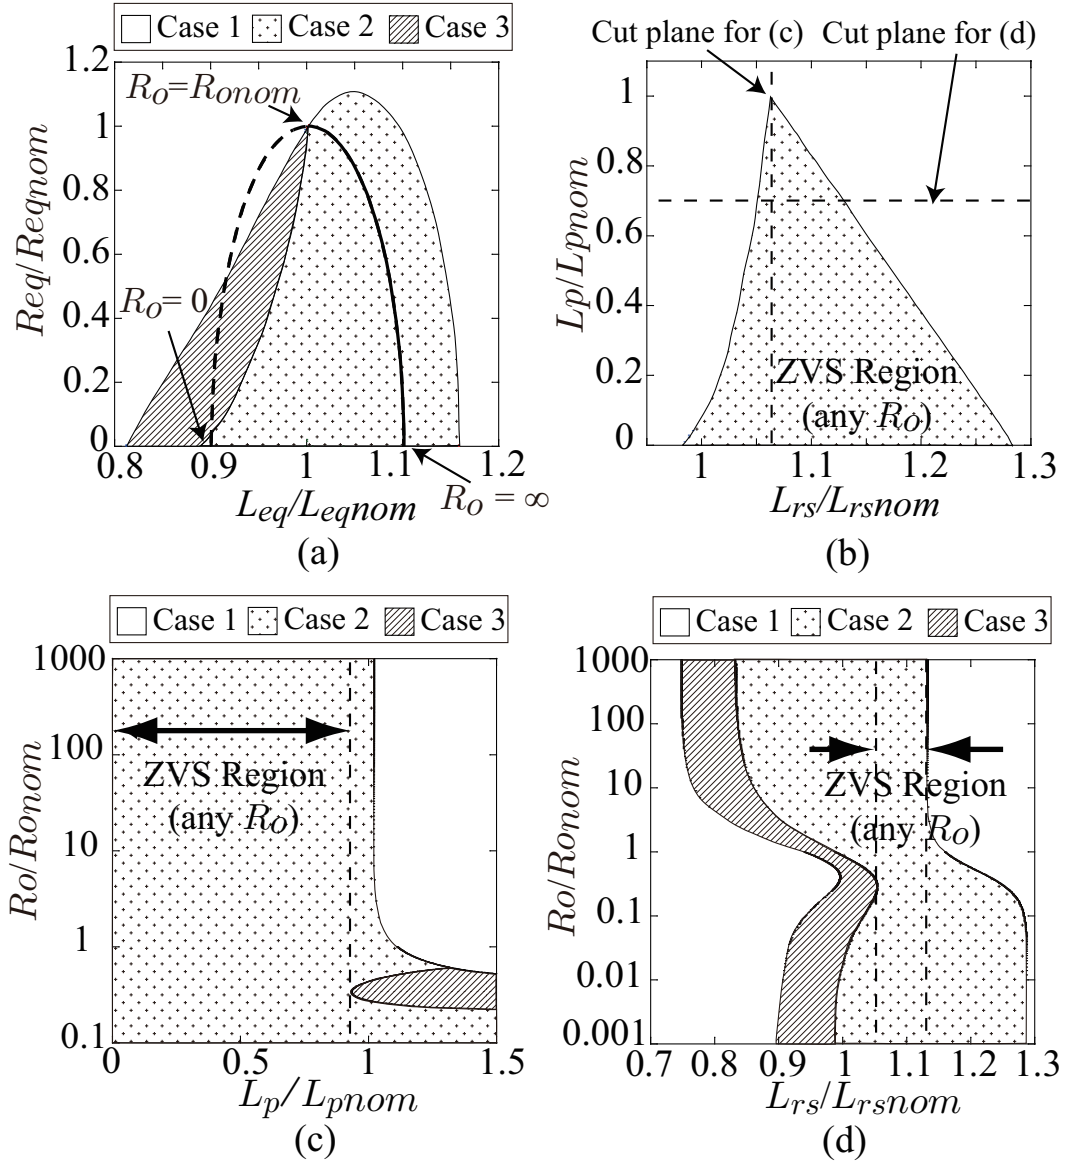 Case 1 Case 2 Case 3
1.2
1
0.8
0.6
0.4
0.2
0
Req/Reqnom
Ro=Ronom
Ro=0
0.8 0.9 1 1.1 1.2
Leq/Leqnom
Ro = ∞
(a)
Cut plane for (c) Cut plane for (d)
1
0.8
0.6
0.4
0.2
0
Lp/Lpnom
ZVS Region
(any Ro)
1 1.1 1.2 1.3
Lrs/Lrsnom
(b)
Case 1 Case 2 Case 3
1000
100
10
1
0.1
Ro/Ronom
ZVS Region
(any Ro)
0 0.5 1 1.5
Lp/Lpnom
(c)
Case 1 Case 2 Case 3
1000
100
10
1
0.1
0.01
0.001
Ro/Ronom
ZVS Region
(any Ro)
0.7 0.8 0.9 1 1.1 1.2 1.3
Lrs/Lrsnom
(d)